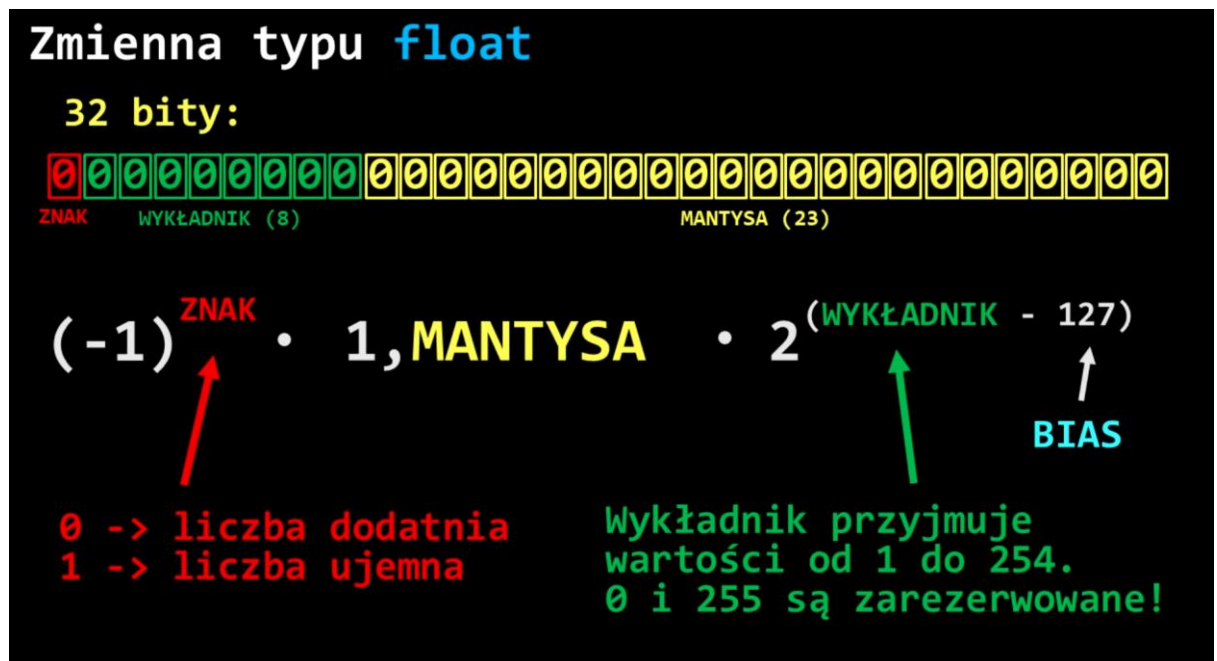 Zmienna typu float
32 bity:
00000000000000000000000000000000
ZNAK WYKŁADNIK (8) MANTYSA (23)
(-1)^ZNAK · 1,MANTYSA · 2^(WYKŁADNIK - 127)
BIAS
0 -> liczba dodatnia
1 -> liczba ujemna
Wykładnik przyjmuje
wartości od 1 do 254.
0 i 255 są zarezerwowane!